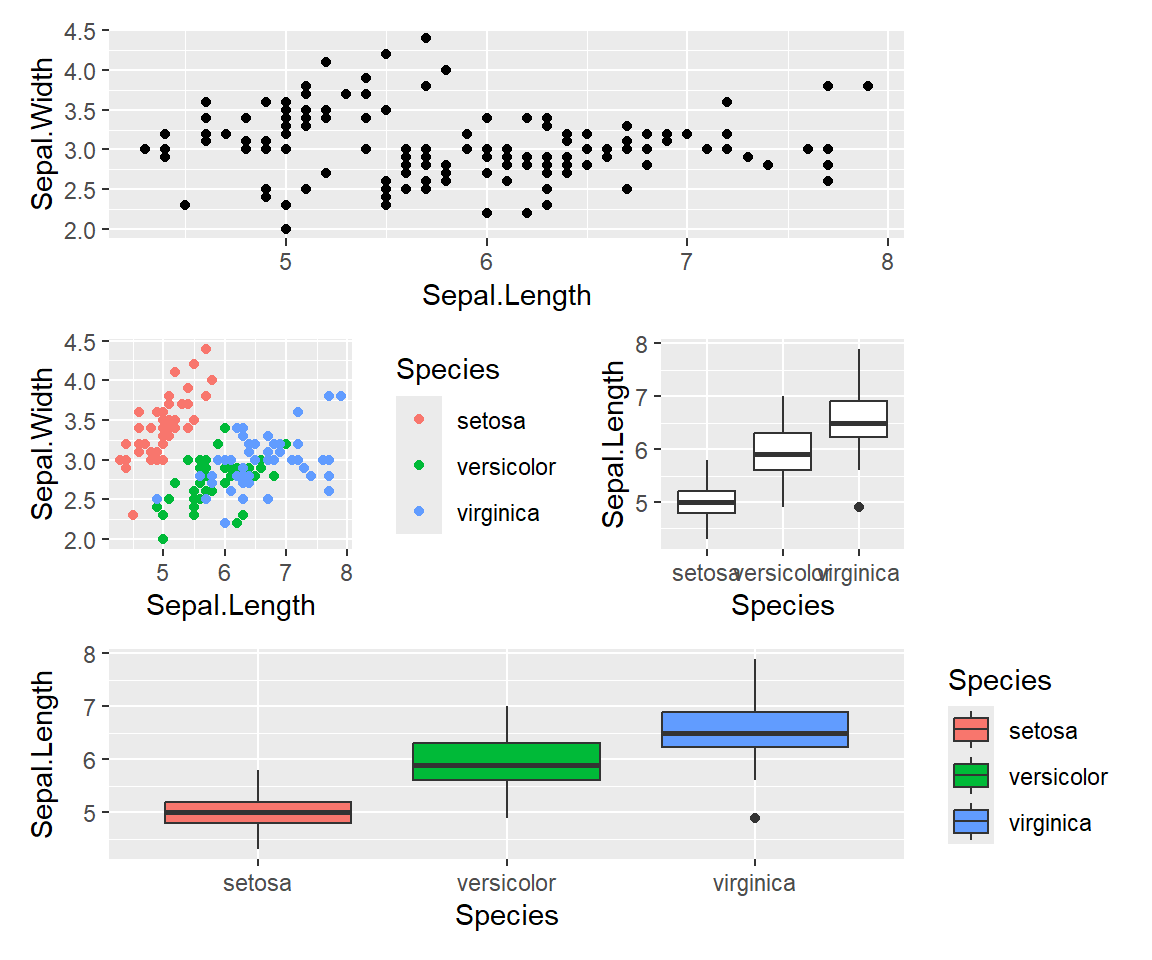 Sepal.Width
4.5
4.0
3.5
3.0
2.5
2.0
5 6 7 8
Sepal.Length
Sepal.Width
4.5
4.0
3.5
3.0
2.5
2.0
5 6 7 8
Sepal.Length
Species
setosa
versicolor
virginica
Sepal.Length
8
7
6
5
setosa versicolor virginica
Species
Sepal.Length
8
7
6
5
setosa versicolor virginica
Species
Species
setosa
versicolor
virginica